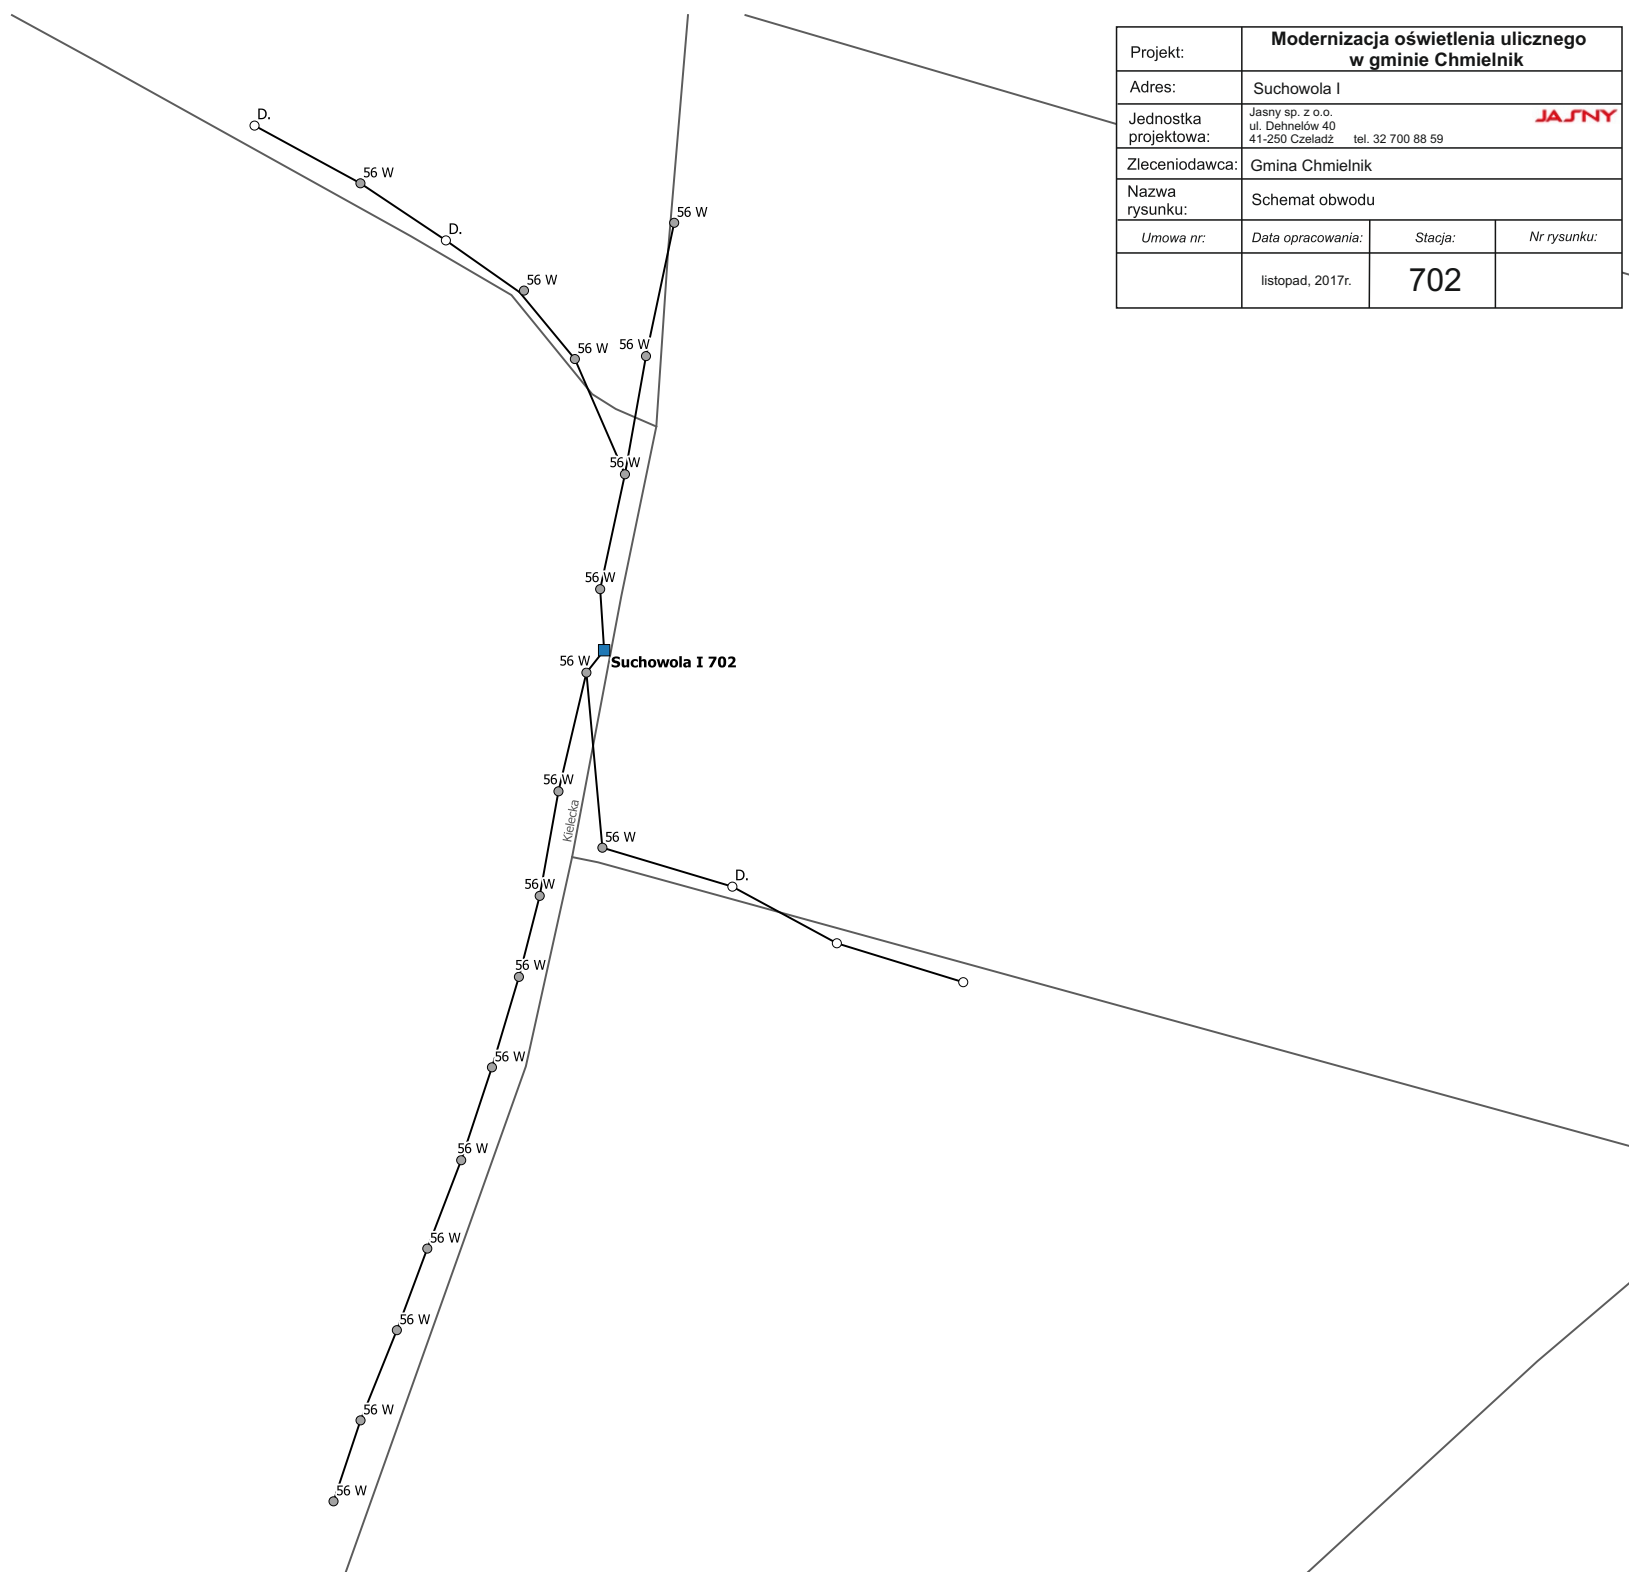 Projekt:
Modernizacja oświetlenia ulicznego
w gminie Chmielnik
Adres:
Suchowola I
Jednostka
projektowa:
Jasny sp. z o.o.
ul. Dehnelów 40
41-250 Czeladź tel. 32 700 88 59
JASNY
Zleceniodawca:
Gmina Chmielnik
Nazwa
rysunku:
Schemat obwodu
Umowa nr:
Data opracowania:
Stacja:
Nr rysunku:
listopad, 2017r.
702
D.
56 W
56 W
D.
56 W
56 W
56 W
56 W
56 W
56 W
Suchowola I 702
56 W
Kielecka
56 W
D.
56 W
56 W
56 W
56 W
56 W
56 W
56 W
56 W